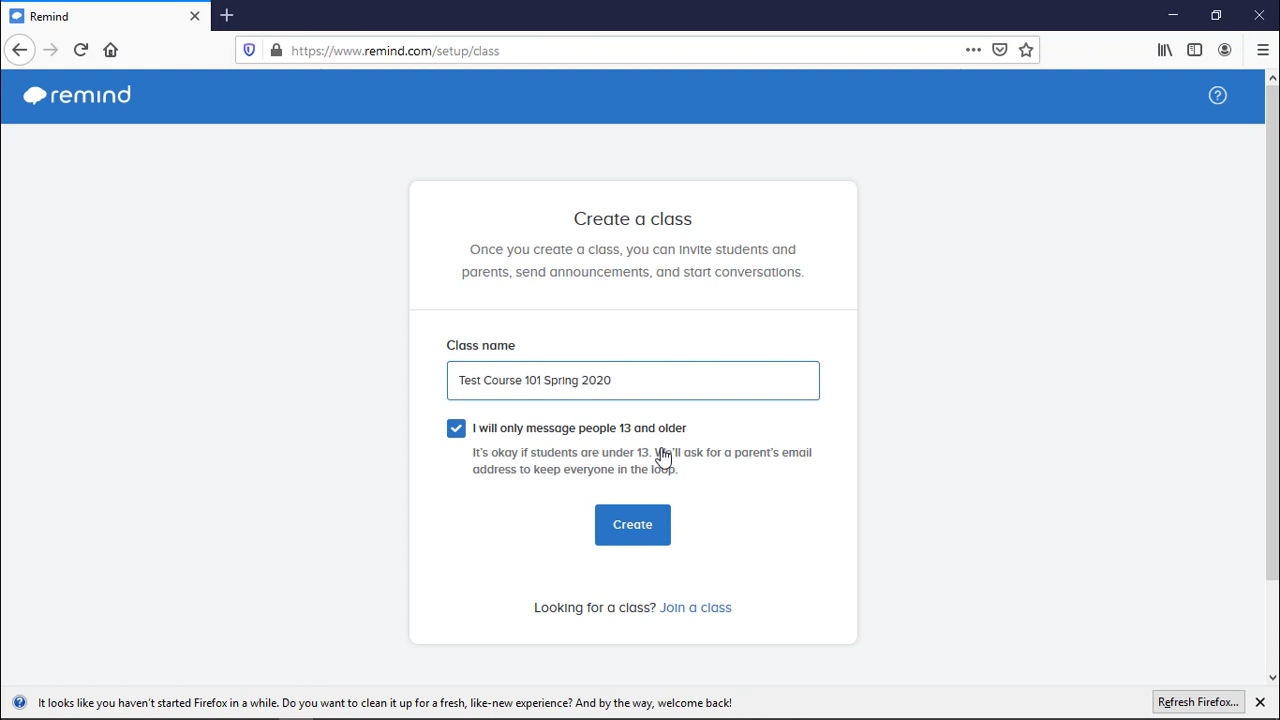 Remind
https://www.remind.com/setup/class
remind
Create a class
Once you create a class, you can invite students and
parents, send announcements, and start conversations.
Class name
Test Course 101 Spring 2020
I will only message people 13 and older
It's okay if students are under 13. We'll ask for a parent's email
address to keep everyone in the loop.
Create
Looking for a class? Join a class
It looks like you haven't started Firefox in a while. Do you want to clean it up for a fresh, like-new experience? And by the way, welcome back!
Refresh Firefox...